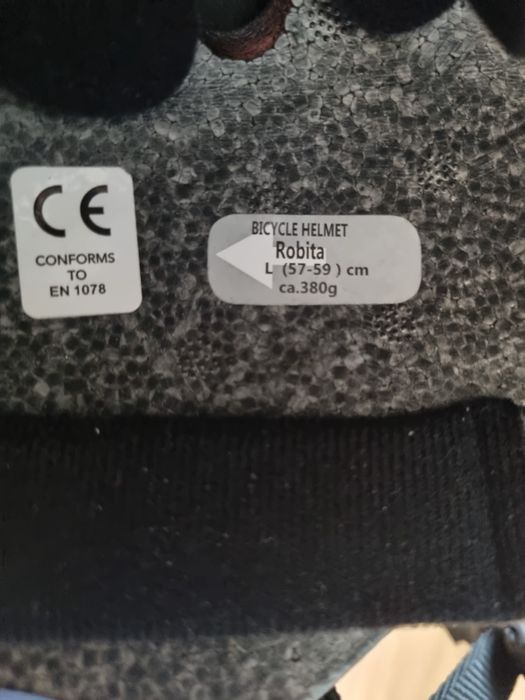 CE
CONFORMS
TO
EN 1078
BICYCLE HELMET
Robita
L (57-59 ) cm
ca.380g